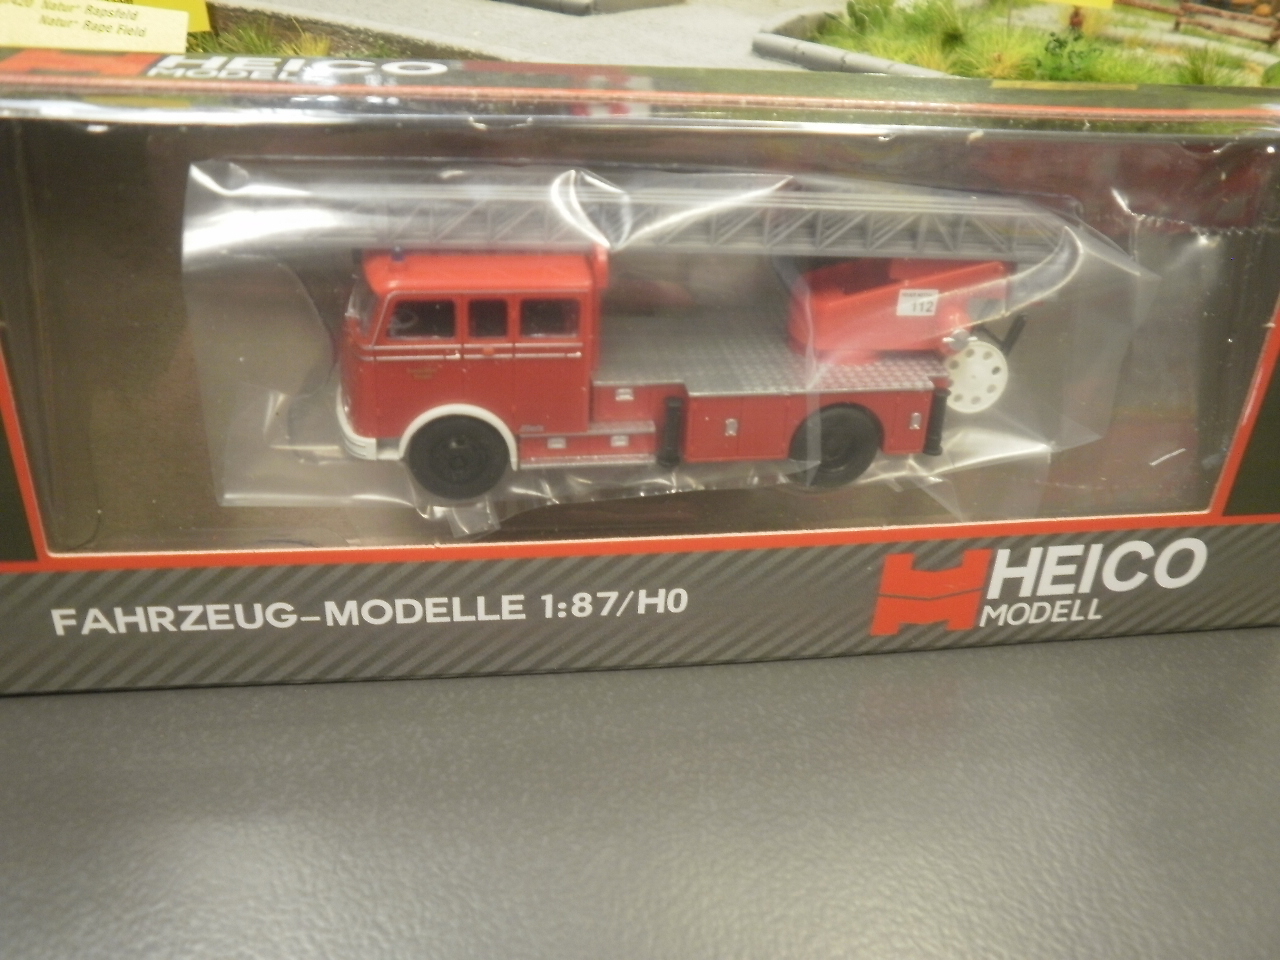 Natur+ Rapsfeld
Natur+ Rape Field
HEICO
MODELL
112
FAHRZEUG-MODELLE 1:87/H0
HEICO
MODELL